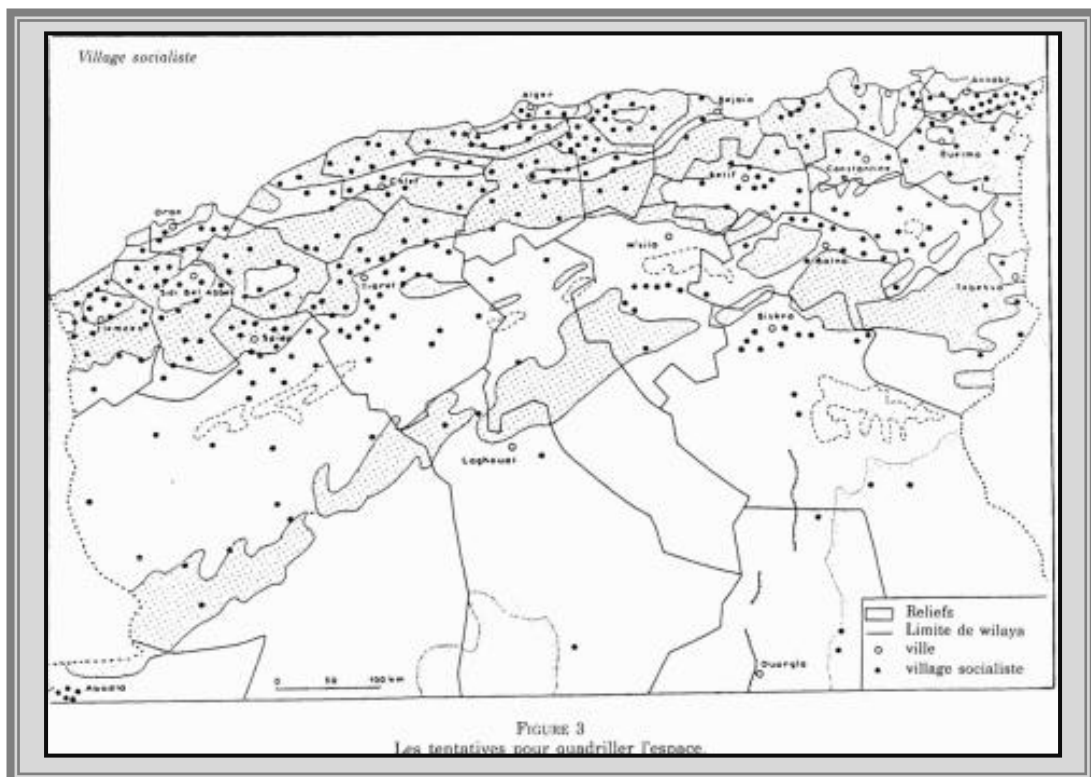 Village socialiste
Alger
Bejaia
Annaba
Guelma
Constantine
Setif
Chlef
Oran
M'sila
Batna
Sidi Bel Abbes
Tiaret
Tebessa
Tlemcen
Saida
Biskra
Laghouat
Reliefs
Limite de wilaya
ville
village socialiste
Ouargla
Abadla
0 50 100 km
FIGURE 3
Les tentatives pour quadriller l'espace.